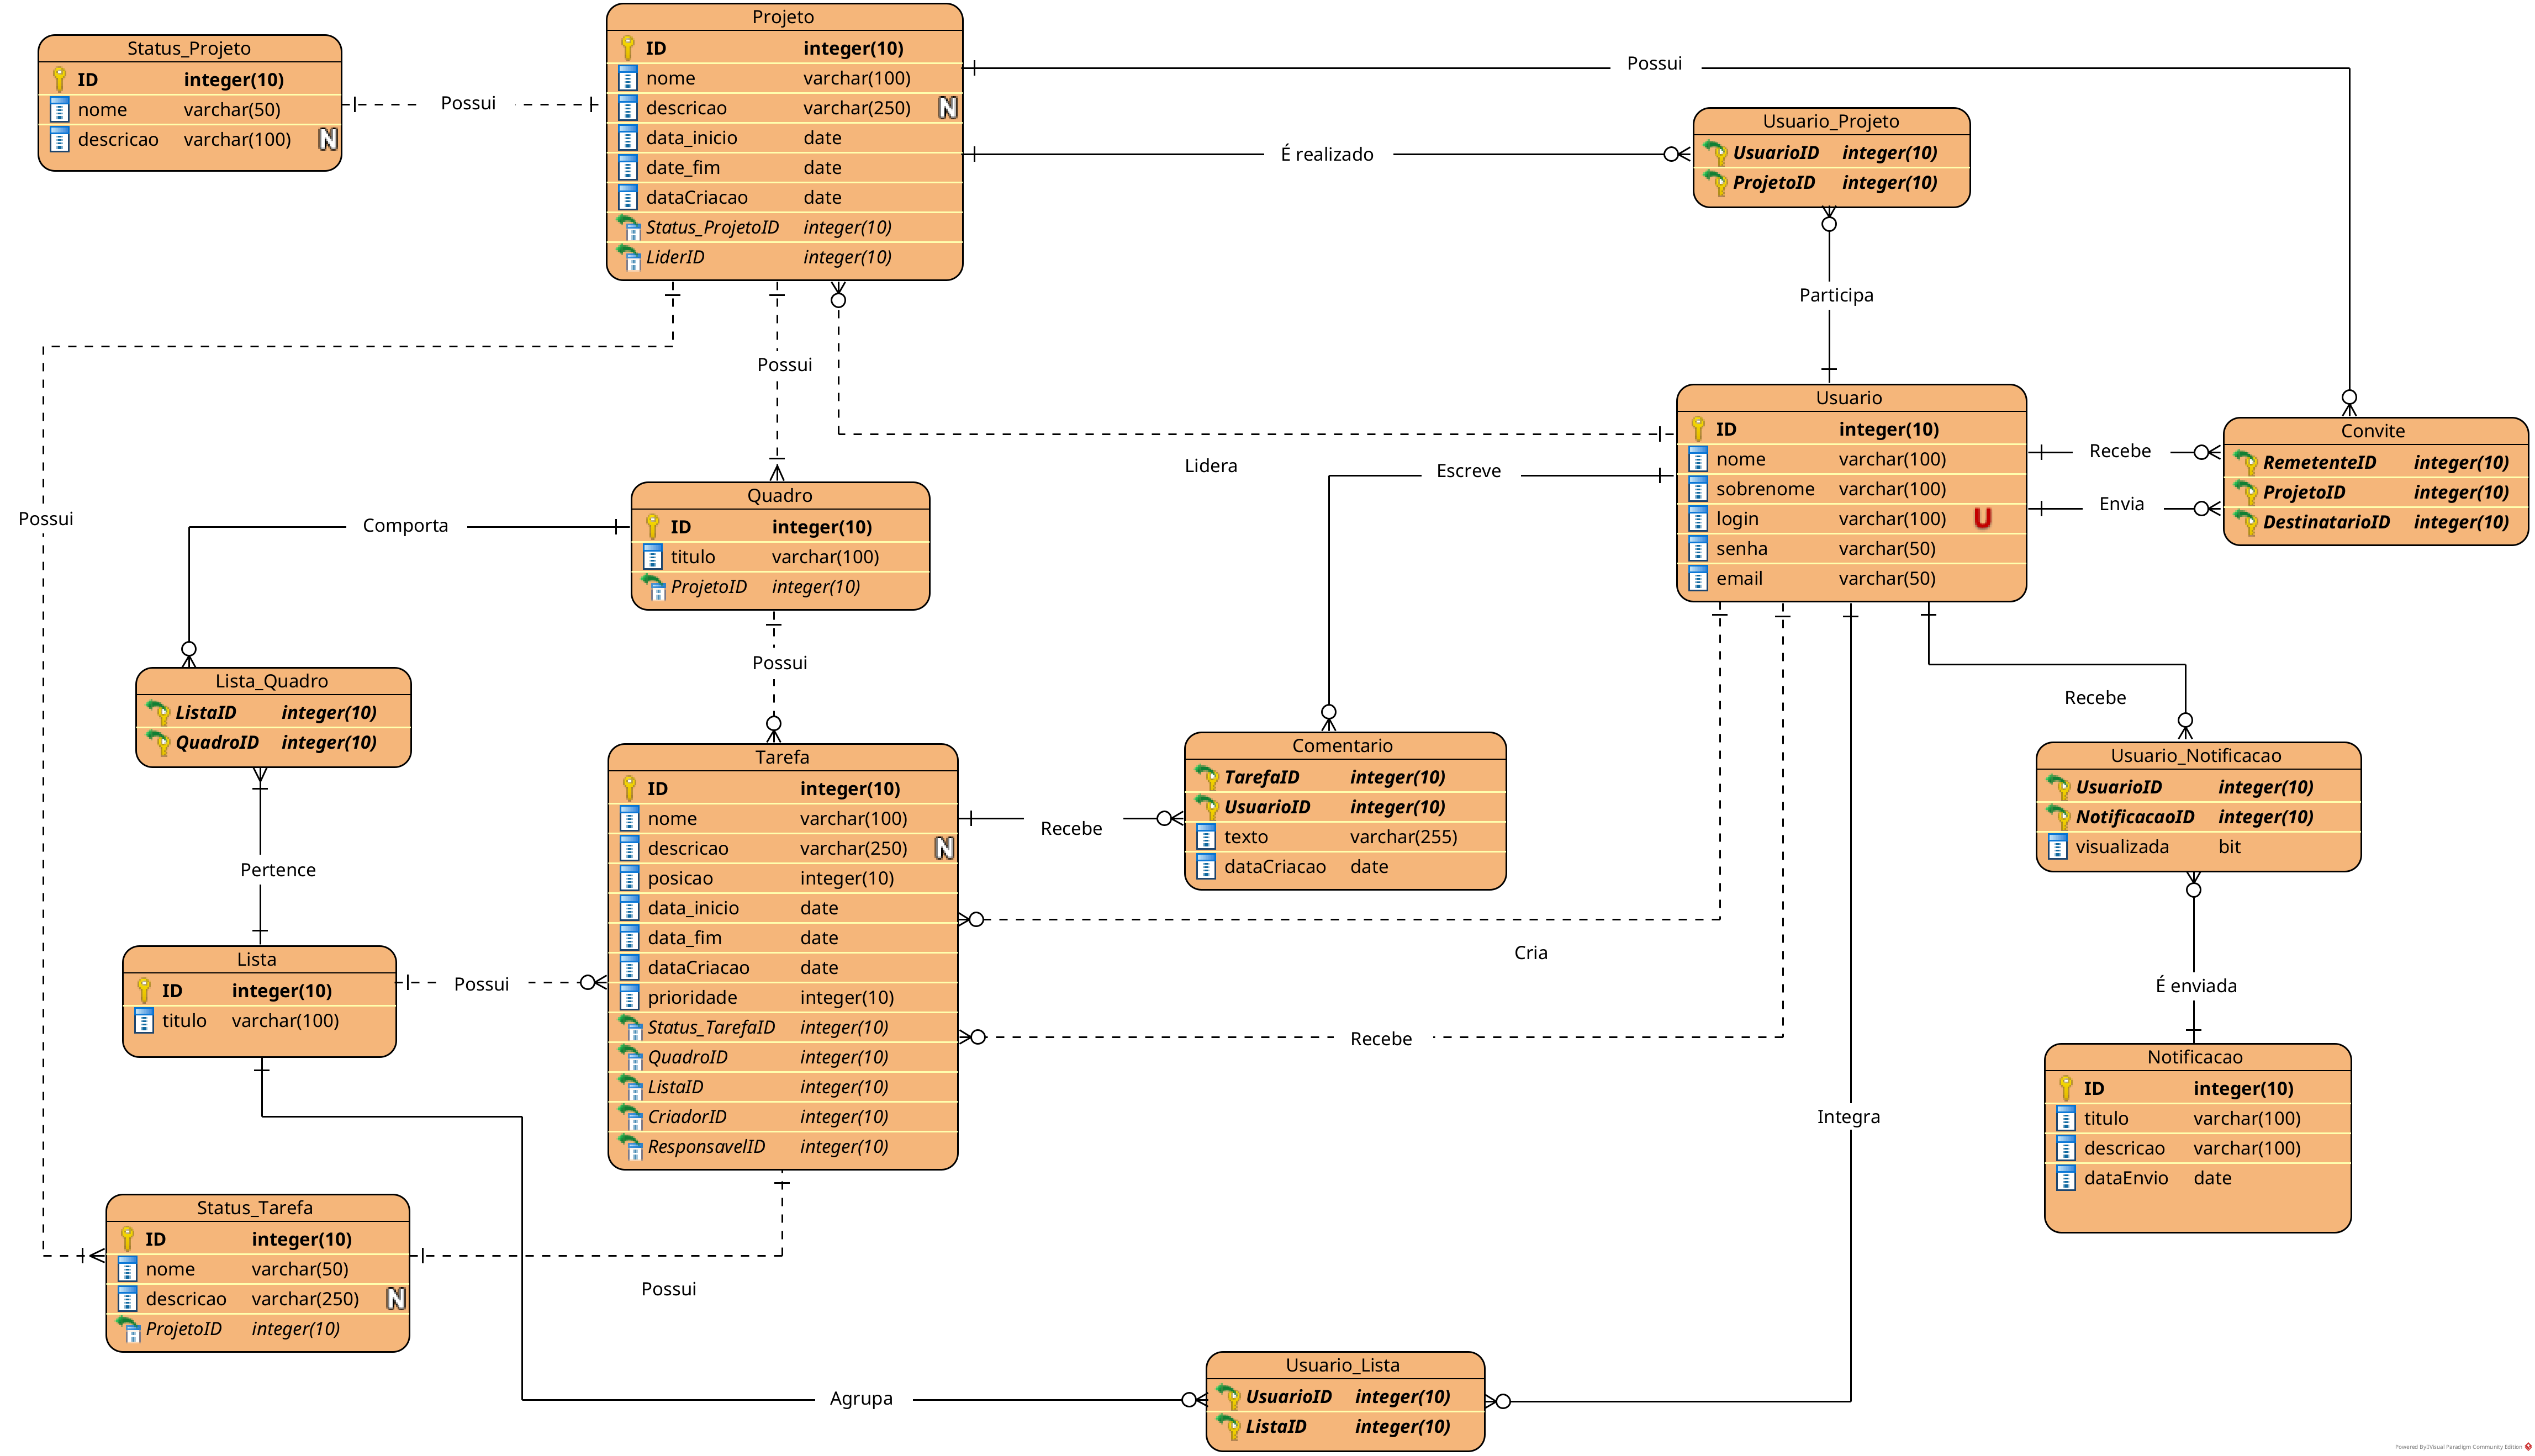 Projeto
ID integer(10)
nome varchar(100)
descricao varchar(250) N
data_inicio date
date_fim date
dataCriacao date
Status_ProjetoID integer(10)
LiderID integer(10)
Status_Projeto
ID integer(10)
nome varchar(50)
descricao varchar(100) N
Possui
Possui
É realizado
Usuario_Projeto
UsuarioID integer(10)
ProjetoID integer(10)
Participa
Possui
Possui
Lidera
Escreve
Usuario
ID integer(10)
nome varchar(100)
sobrenome varchar(100)
login varchar(100) U
senha varchar(50)
email varchar(50)
Recebe
Envia
Convite
RemetenteID integer(10)
ProjetoID integer(10)
DestinatarioID integer(10)
Comporta
Quadro
ID integer(10)
titulo varchar(100)
ProjetoID integer(10)
Possui
Lista_Quadro
ListaID integer(10)
QuadroID integer(10)
Pertence
Tarefa
ID integer(10)
nome varchar(100)
descricao varchar(250) N
posicao integer(10)
data_inicio date
data_fim date
dataCriacao date
prioridade integer(10)
Status_TarefaID integer(10)
QuadroID integer(10)
ListaID integer(10)
CriadorID integer(10)
ResponsavelID integer(10)
Recebe
Comentario
TarefaID integer(10)
UsuarioID integer(10)
texto varchar(255)
dataCriacao date
Recebe
Usuario_Notificacao
UsuarioID integer(10)
NotificacaoID integer(10)
visualizada bit
Cria
Recebe
É enviada
Lista
ID integer(10)
titulo varchar(100)
Possui
Integra
Notificacao
ID integer(10)
titulo varchar(100)
descricao varchar(100)
dataEnvio date
Status_Tarefa
ID integer(10)
nome varchar(50)
descricao varchar(250) N
ProjetoID integer(10)
Possui
Agrupa
Usuario_Lista
UsuarioID integer(10)
ListaID integer(10)
Powered By Visual Paradigm Community Edition